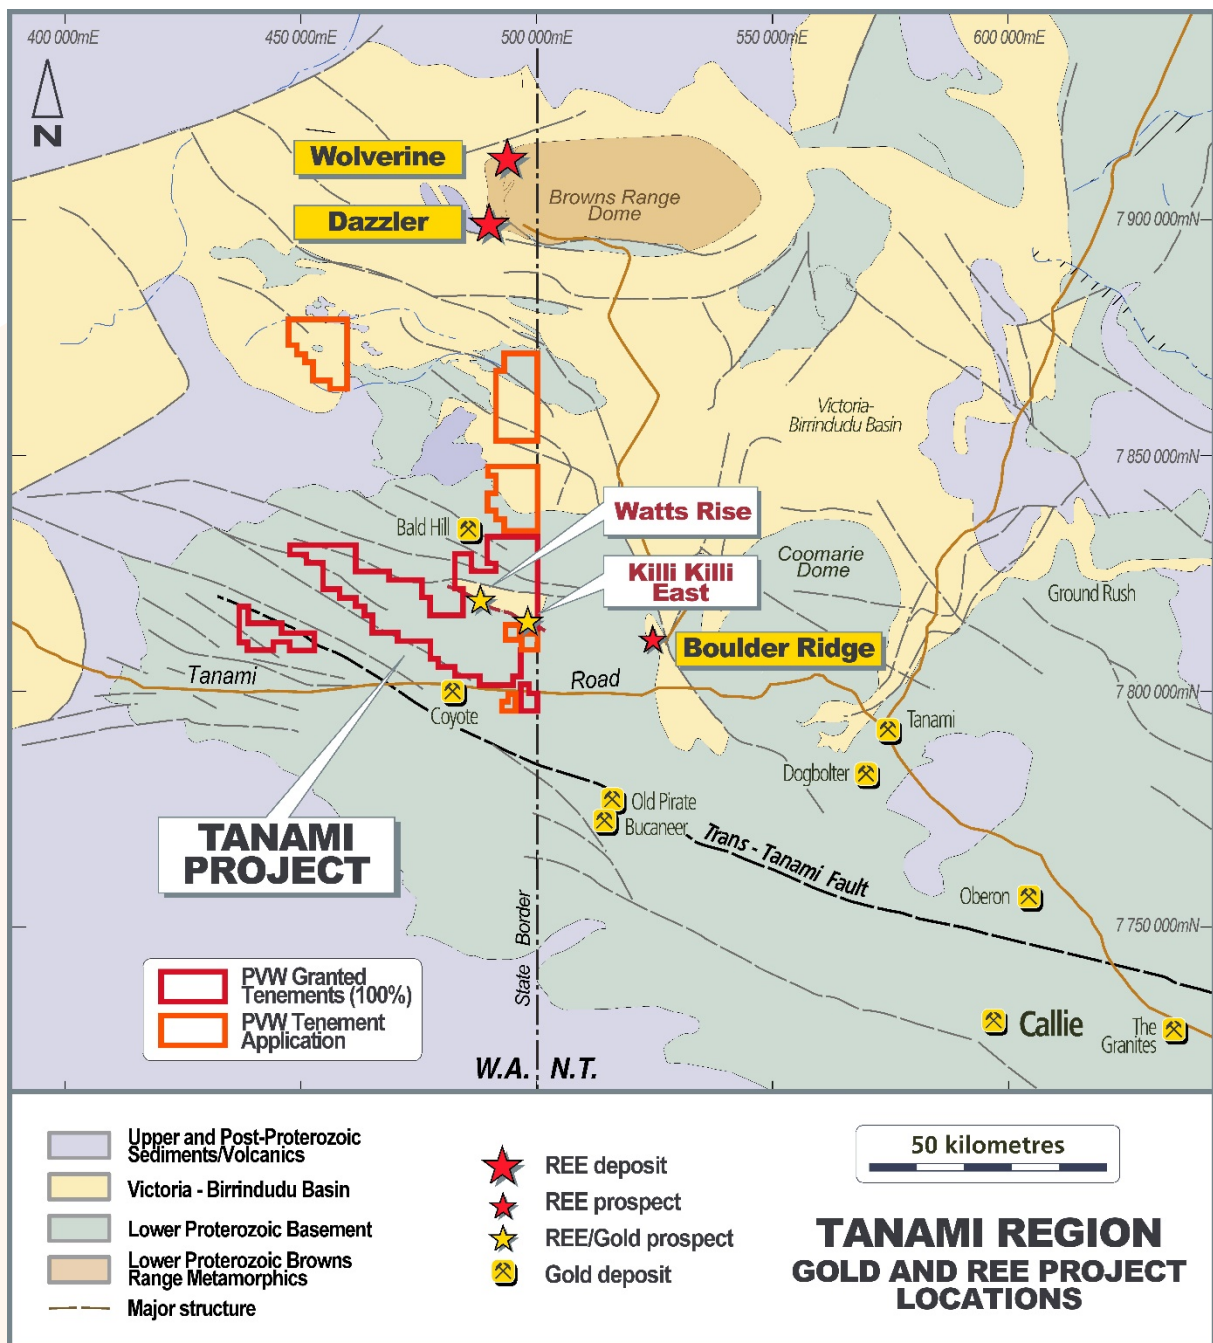 400 000mE
450 000mE
500 000mE
550 000mE
600 000mE
N
Wolverine
Browns Range
Dome
Dazzler
7 900 000mN
Victoria-
Birrindudu Basin
7 850 000mN
Watts Rise
Bald Hill
Coomarie
Dome
Killi Killi
East
Ground Rush
Boulder Ridge
Tanami
Road
7 800 000mN
Coyote
Tanami
Dogbolter
Old Pirate
Bucaneer
TANAMI
PROJECT
Trans - Tanami Fault
Oberon
State Border
7 750 000mN
PVW Granted
Tenements (100%)
PVW Tenement
Application
Callie
The
Granites
W.A.
N.T.
Upper and Post-Proterozoic
Sediments/Volcanics
Victoria - Birrindudu Basin
Lower Proterozoic Basement
Lower Proterozoic Browns
Range Metamorphics
Major structure
REE deposit
REE prospect
REE/Gold prospect
Gold deposit
50 kilometres
TANAMI REGION
GOLD AND REE PROJECT
LOCATIONS